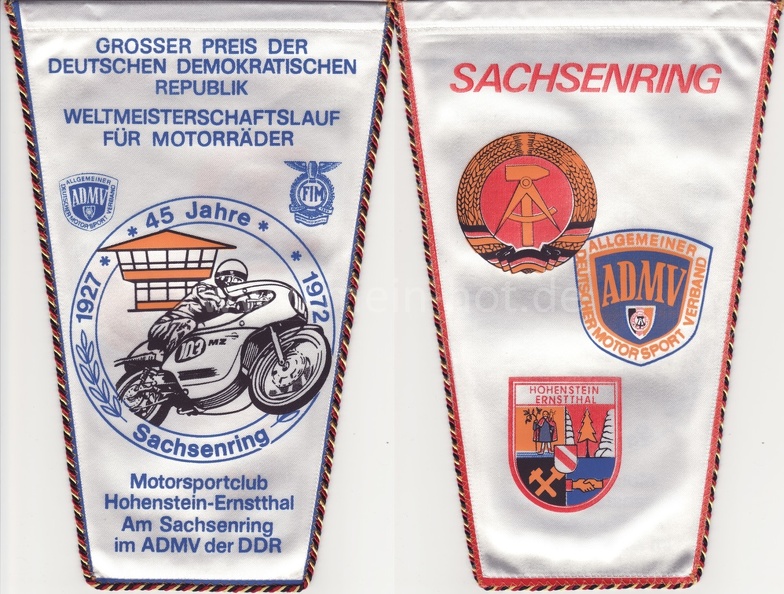 GROSSER PREIS DER
DEUTSCHEN DEMOKRATISCHEN
REPUBLIK
WELTMEISTERSCHAFTSLAUF
FÜR MOTORRÄDER
ALLGEMEINER
DEUTSCHER MOTORSPORT VERBAND
ADMV
FIM
* * 45 Jahre * *
1927
1972
MZ
Sachsenring
Motorsportclub
Hohenstein-Ernstthal
Am Sachsenring
im ADMV der DDR
SACHSENRING
ALLGEMEINER
DEUTSCHER MOTORSPORT VERBAND
ADMV
HOHENSTEIN
ERNSTTHAL